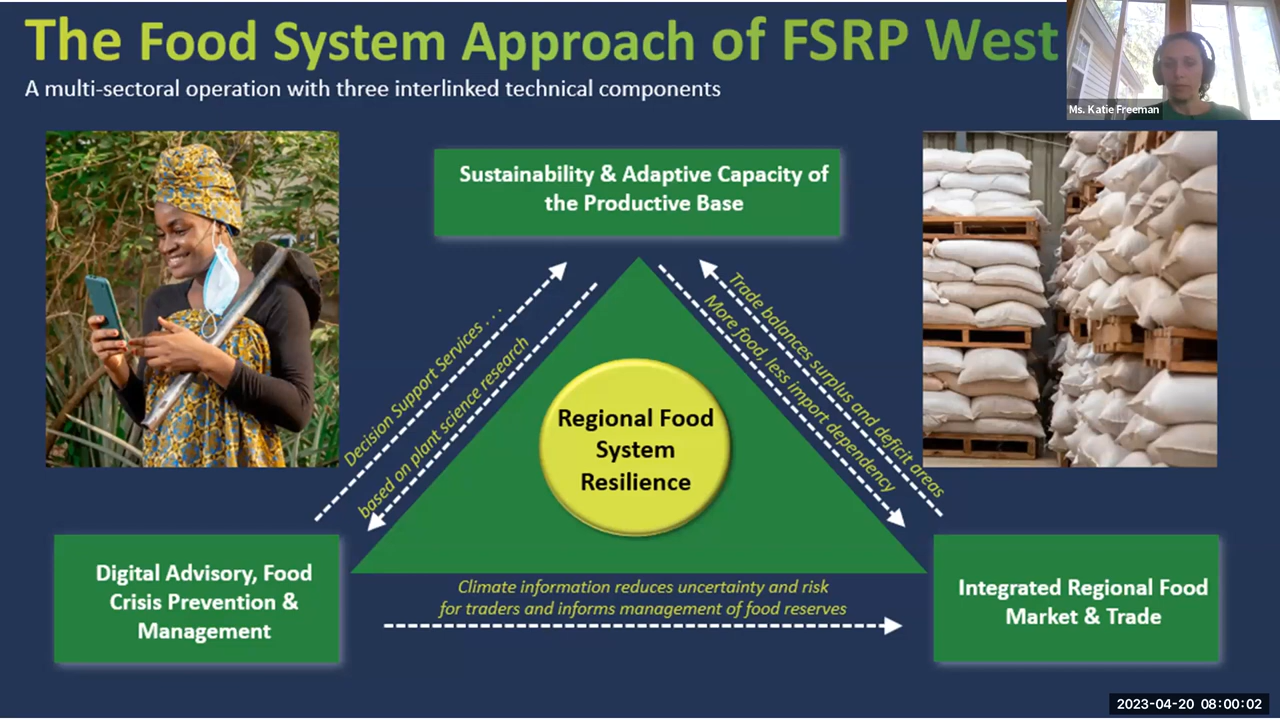 The Food System Approach of FSRP West
A multi-sectoral operation with three interlinked technical components
Ms. Katie Freeman
Sustainability & Adaptive Capacity of
the Productive Base
Decision Support Services . . .
based on plant science research
Trade balances surplus and deficit areas
More food, less import dependency
Regional Food
System
Resilience
Digital Advisory, Food
Crisis Prevention &
Management
Climate information reduces uncertainty and risk
for traders and informs management of food reserves
Integrated Regional Food
Market & Trade
2023-04-20 08:00:02